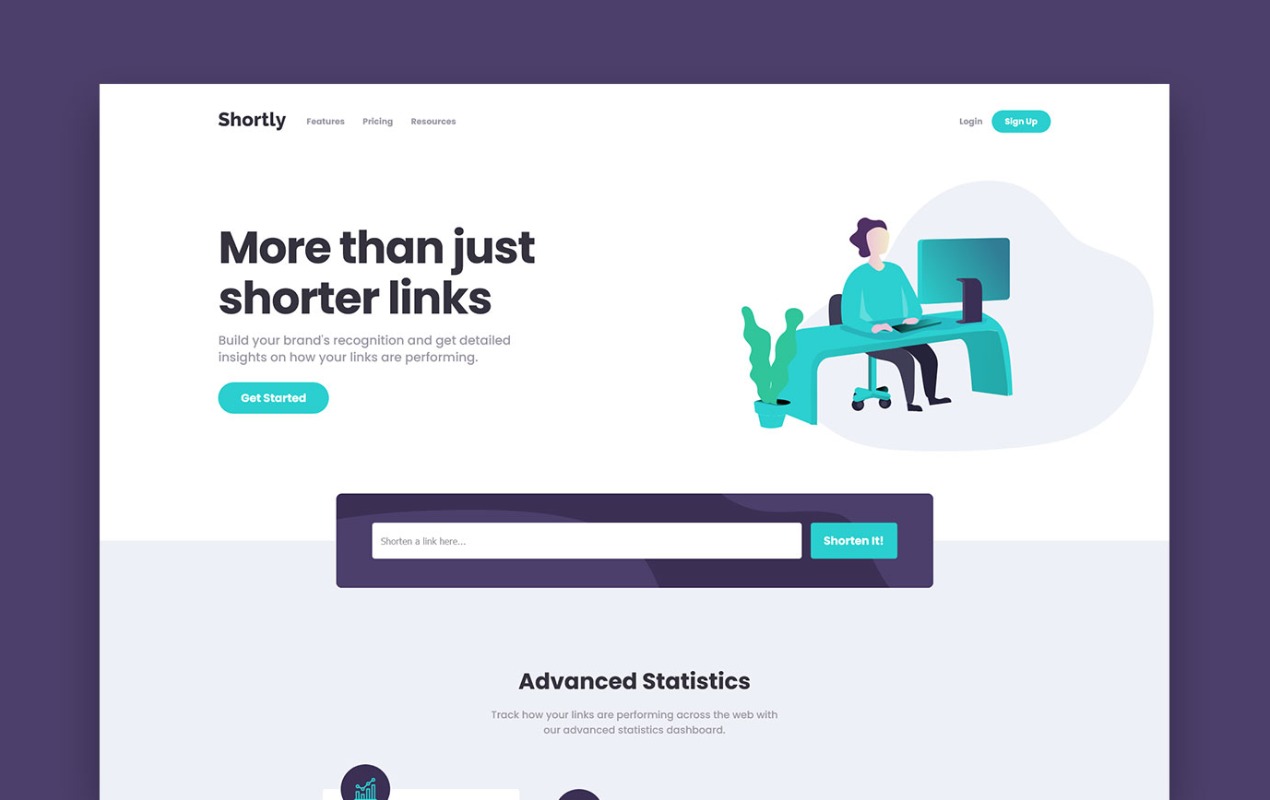 Shortly Features Pricing Resources Login Sign Up
More than just
shorter links
Build your brand's recognition and get detailed
insights on how your links are performing.
Get Started
Shorten a link here... Shorten It!
Advanced Statistics
Track how your links are performing across the web with
our advanced statistics dashboard.